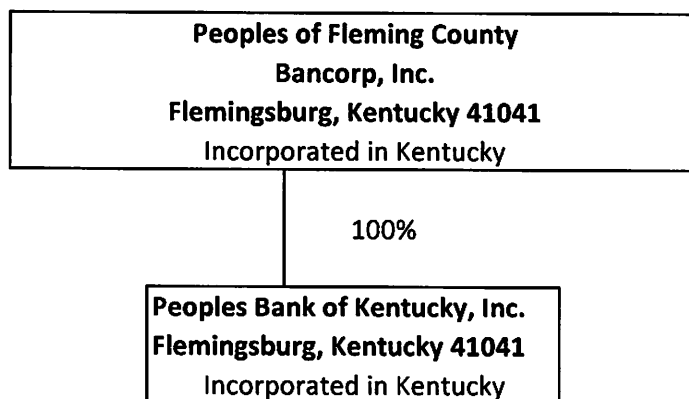 Peoples of Fleming County
Bancorp, Inc.
Flemingsburg, Kentucky 41041
Incorporated in Kentucky
100%
Peoples Bank of Kentucky, Inc.
Flemingsburg, Kentucky 41041
Incorporated in Kentucky